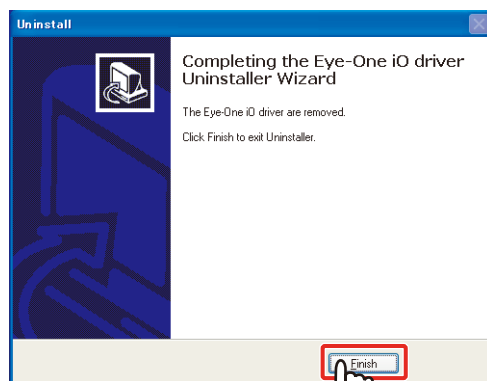 Uninstall
Completing the Eye-One iO driver
Uninstaller Wizard
The Eye-One iO driver are removed.
Click Finish to exit Uninstaller.
Finish